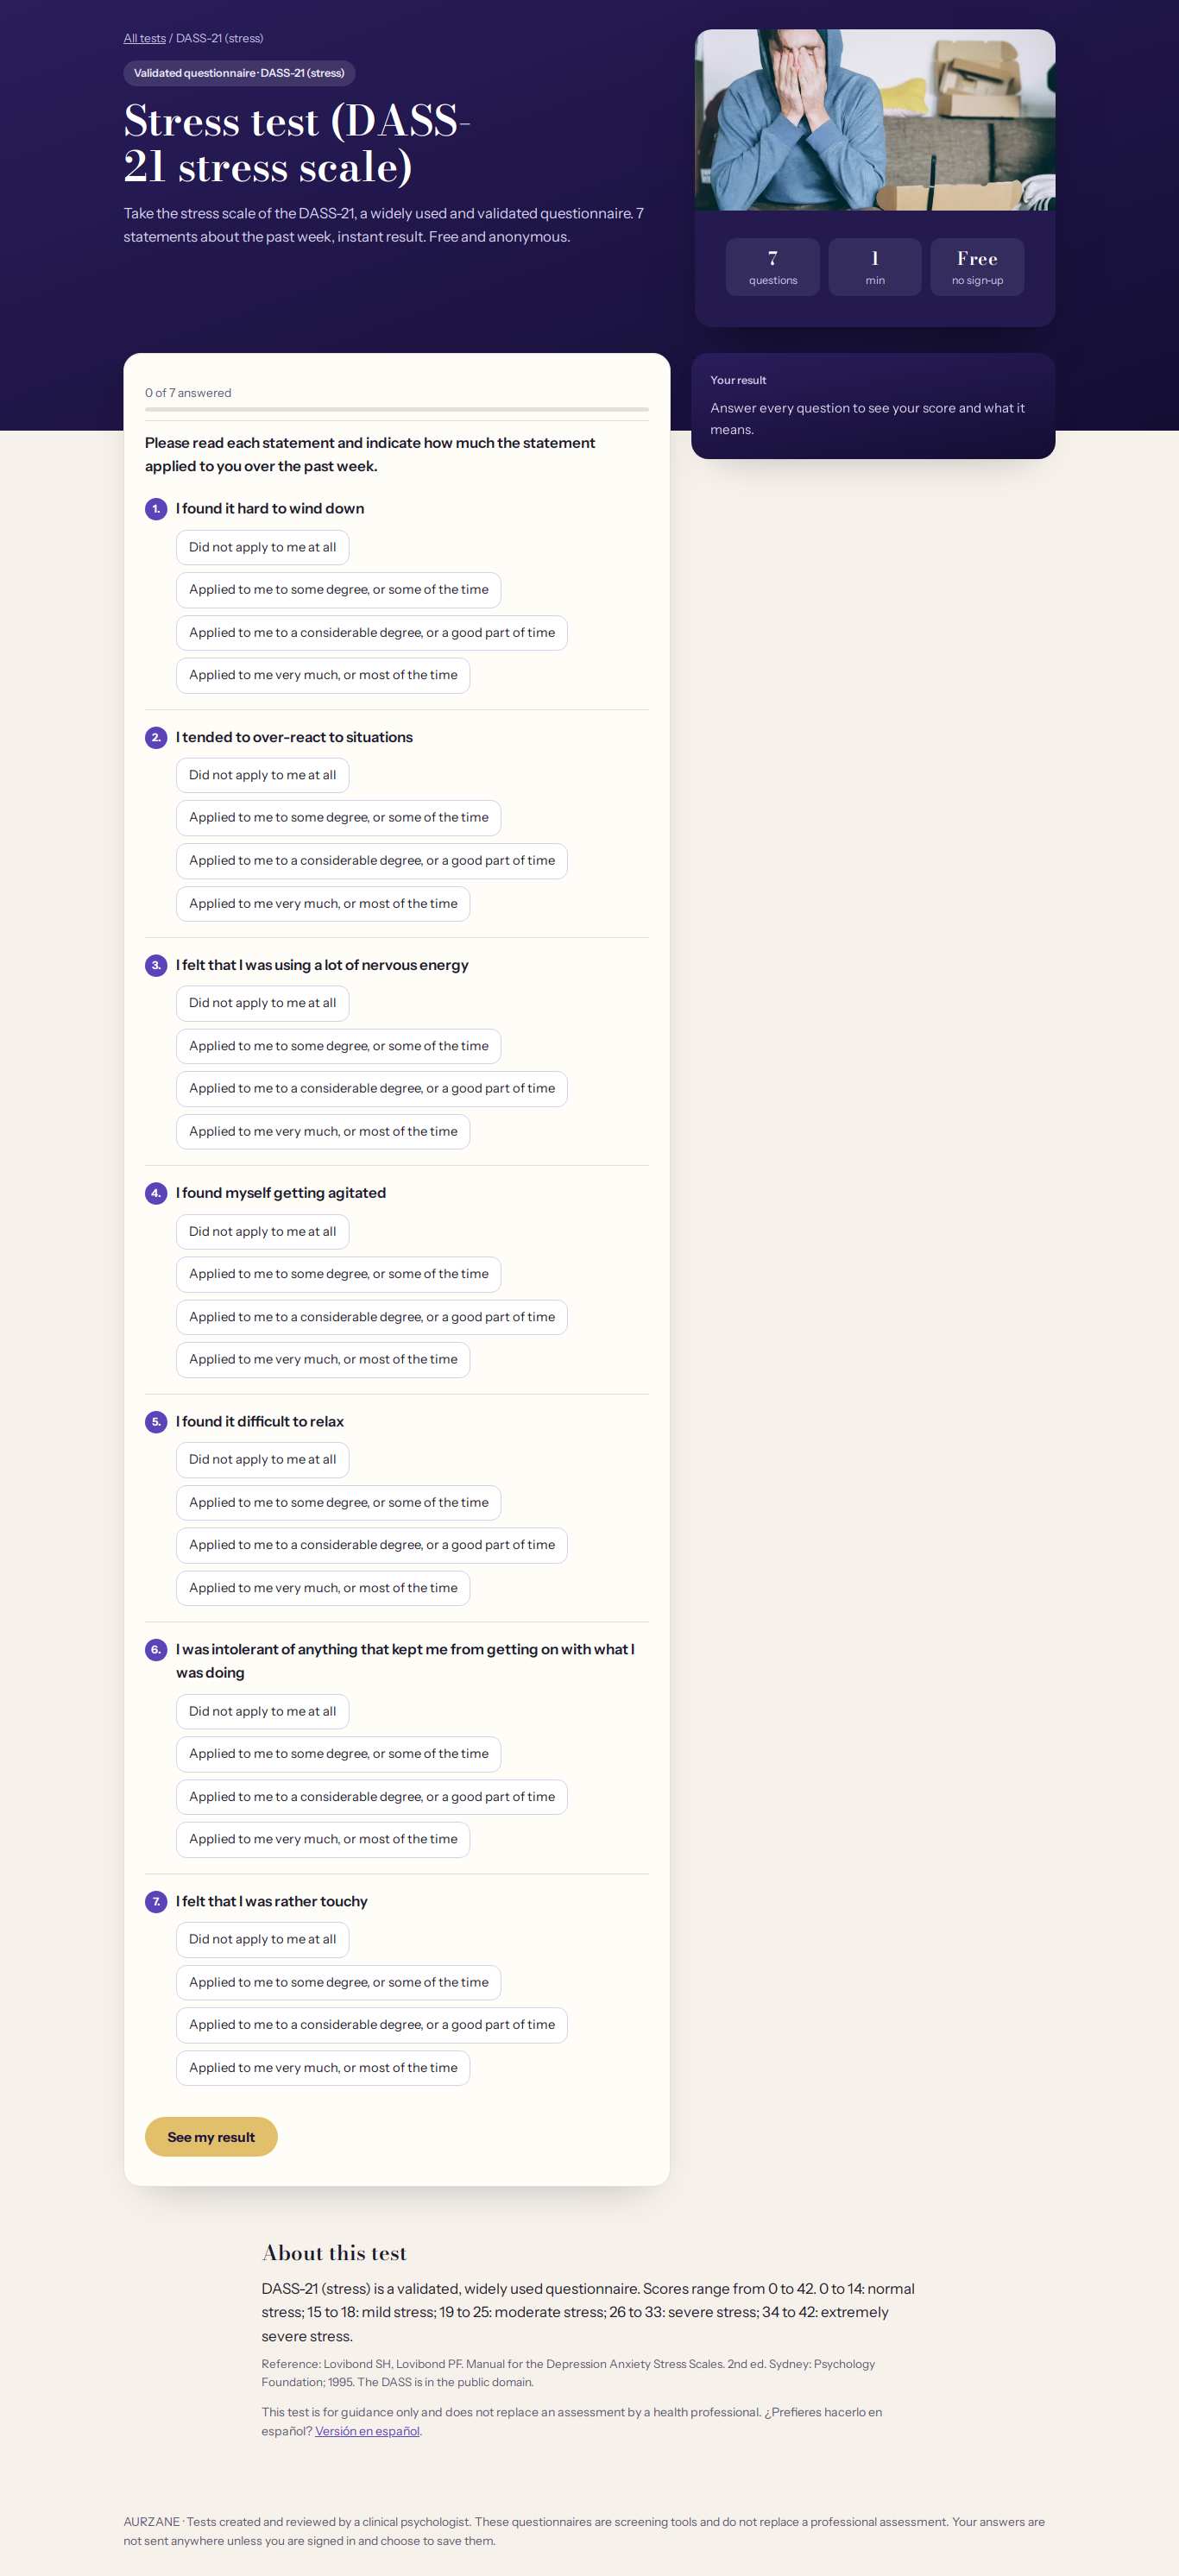 All tests / DASS-21 (stress)
Validated questionnaire · DASS-21 (stress)
Stress test (DASS-
21 stress scale)
Take the stress scale of the DASS-21, a widely used and validated questionnaire. 7
statements about the past week, instant result. Free and anonymous.
7
questions
1
min
Free
no sign-up
0 of 7 answered
Please read each statement and indicate how much the statement
applied to you over the past week.
1. I found it hard to wind down
Did not apply to me at all
Applied to me to some degree, or some of the time
Applied to me to a considerable degree, or a good part of time
Applied to me very much, or most of the time
2. I tended to over-react to situations
Did not apply to me at all
Applied to me to some degree, or some of the time
Applied to me to a considerable degree, or a good part of time
Applied to me very much, or most of the time
3. I felt that I was using a lot of nervous energy
Did not apply to me at all
Applied to me to some degree, or some of the time
Applied to me to a considerable degree, or a good part of time
Applied to me very much, or most of the time
4. I found myself getting agitated
Did not apply to me at all
Applied to me to some degree, or some of the time
Applied to me to a considerable degree, or a good part of time
Applied to me very much, or most of the time
5. I found it difficult to relax
Did not apply to me at all
Applied to me to some degree, or some of the time
Applied to me to a considerable degree, or a good part of time
Applied to me very much, or most of the time
6. I was intolerant of anything that kept me from getting on with what I
was doing
Did not apply to me at all
Applied to me to some degree, or some of the time
Applied to me to a considerable degree, or a good part of time
Applied to me very much, or most of the time
7. I felt that I was rather touchy
Did not apply to me at all
Applied to me to some degree, or some of the time
Applied to me to a considerable degree, or a good part of time
Applied to me very much, or most of the time
See my result
Your result
Answer every question to see your score and what it
means.
About this test
DASS-21 (stress) is a validated, widely used questionnaire. Scores range from 0 to 42. 0 to 14: normal
stress; 15 to 18: mild stress; 19 to 25: moderate stress; 26 to 33: severe stress; 34 to 42: extremely
severe stress.
Reference: Lovibond SH, Lovibond PF. Manual for the Depression Anxiety Stress Scales. 2nd ed. Sydney: Psychology
Foundation; 1995. The DASS is in the public domain.
This test is for guidance only and does not replace an assessment by a health professional. ¿Prefieres hacerlo en
español? Versión en español.
AURZANE · Tests created and reviewed by a clinical psychologist. These questionnaires are screening tools and do not replace a professional assessment. Your answers are
not sent anywhere unless you are signed in and choose to save them.